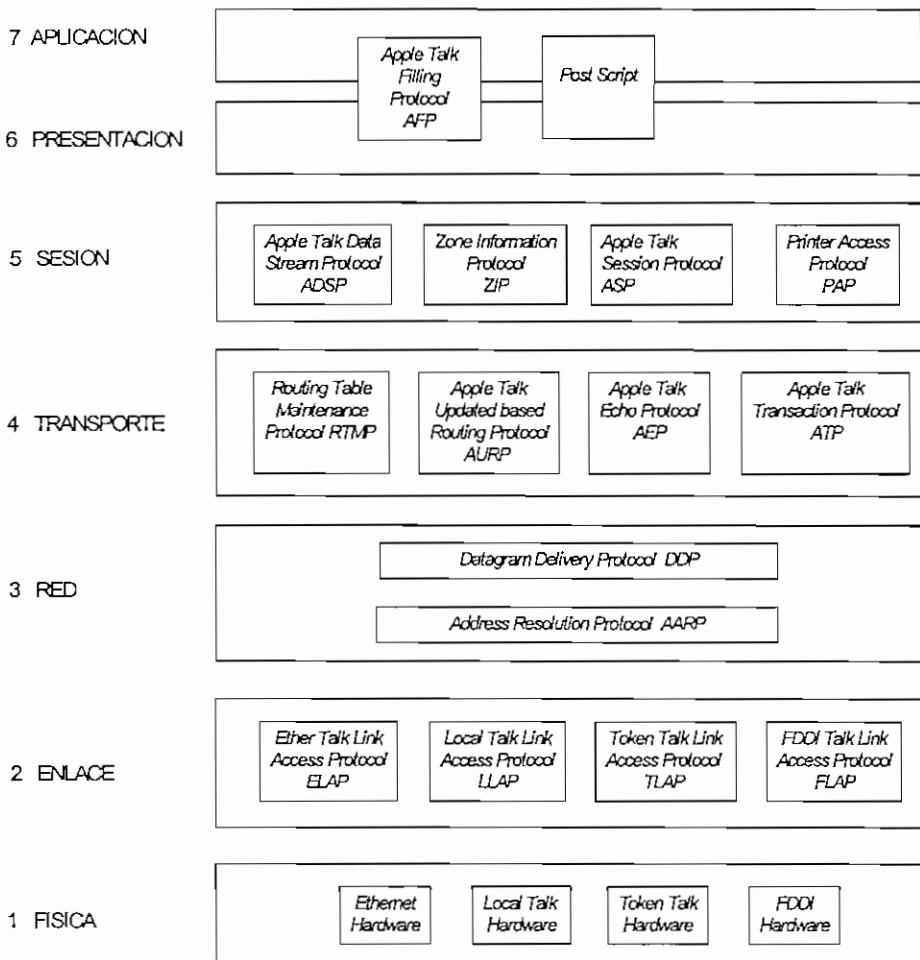 7 APLICACION
Apple Talk
Filling
Protocol
AFP
Post Script
6 PRESENTACION
5 SESION
Apple Talk Data
Stream Protocol
ADSP
Zone Information
Protocol
ZIP
Apple Talk
Session Protocol
ASP
Printer Access
Protocol
PAP
4 TRANSPORTE
Routing Table
Maintenance
Protocol RTMP
Apple Talk
Updated based
Routing Protocol
AURP
Apple Talk
Echo Protocol
AEP
Apple Talk
Transaction Protocol
ATP
3 RED
Datagram Delivery Protocol DDP
Address Resolution Protocol AARP
2 ENLACE
Ether Talk Link
Access Protocol
ELAP
Local Talk Link
Access Protocol
LLAP
Token Talk Link
Access Protocol
TLAP
FDDI Talk Link
Access Protocol
FLAP
1 FISICA
Ethernet
Hardware
Local Talk
Hardware
Token Talk
Hardware
FDDI
Hardware